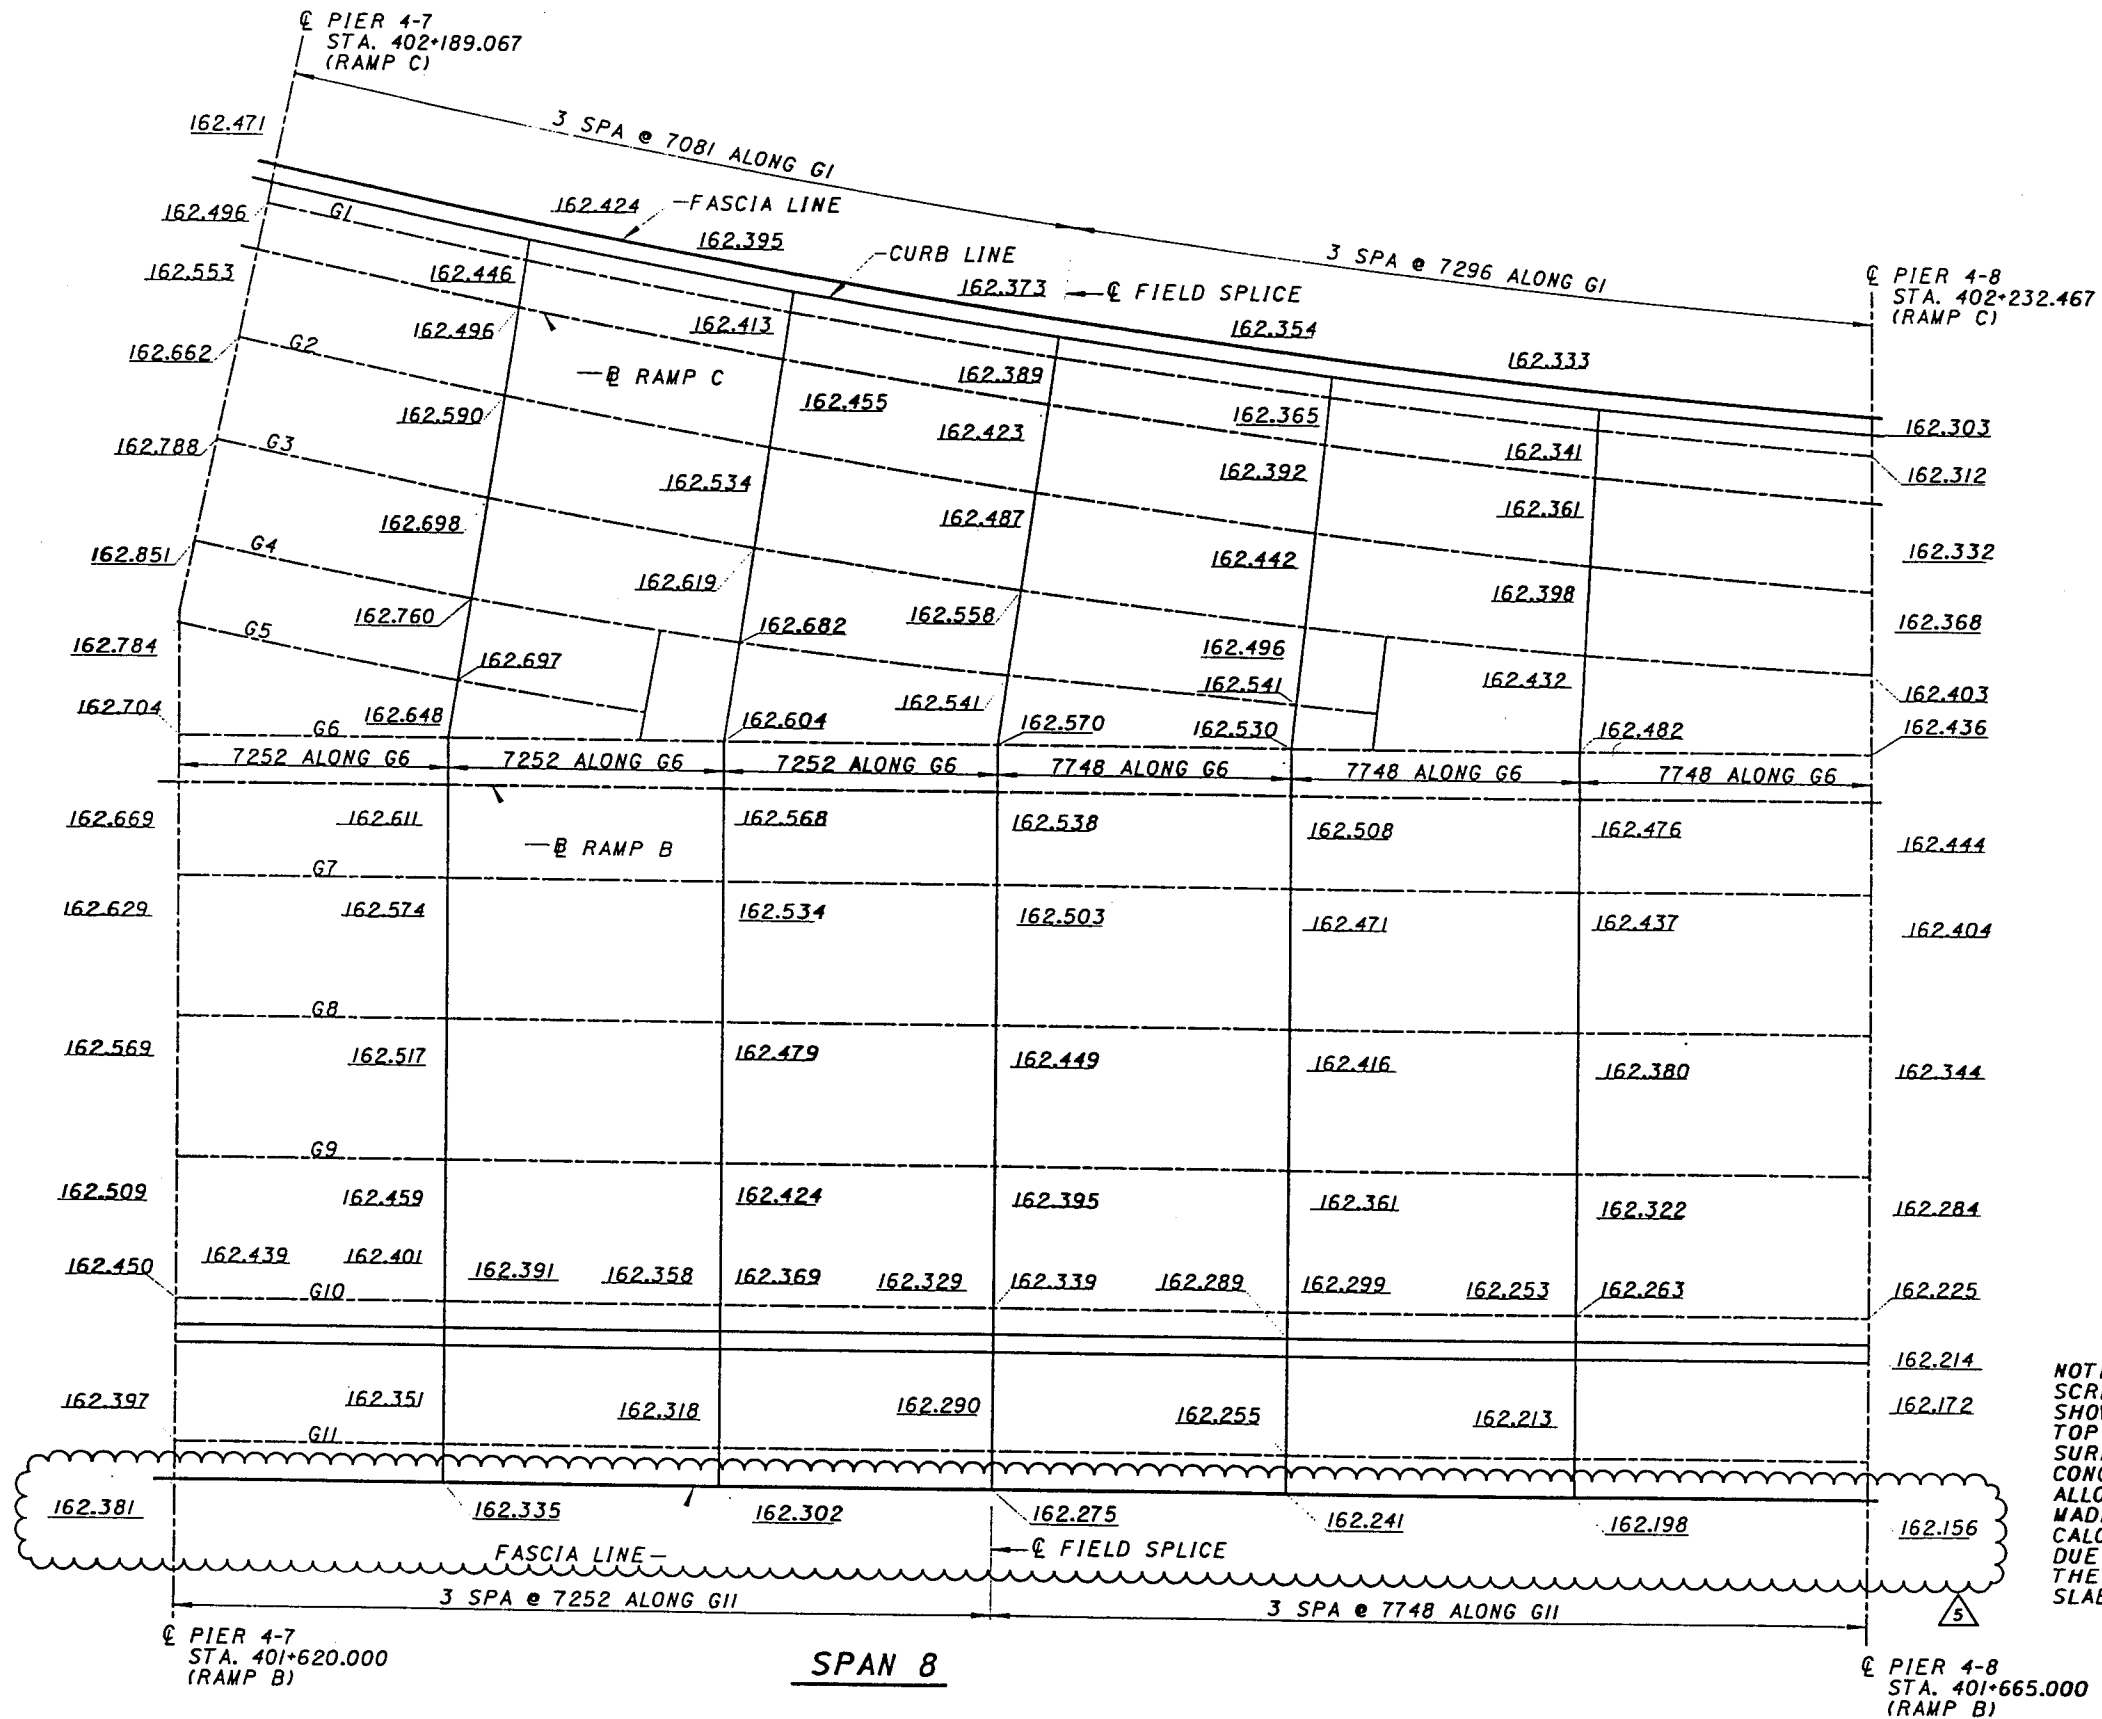 ℄ PIER 4-7
STA. 402+189.067
(RAMP C)
3 SPA @ 7081 ALONG G1
162.471
162.424
FASCIA LINE
162.496
G1
162.395
CURB LINE
3 SPA @ 7296 ALONG G1
℄ PIER 4-8
STA. 402+232.467
(RAMP C)
162.553
162.446
162.373
℄ FIELD SPLICE
162.496
162.413
162.354
162.662
G2
162.333
℄ RAMP C
162.389
162.590
162.455
162.365
162.303
162.788
G3
162.423
162.341
162.392
162.312
162.534
162.698
162.487
162.361
162.851
G4
162.442
162.332
162.619
162.398
162.760
162.558
162.682
162.368
162.784
G5
162.697
162.496
162.541
162.432
162.403
162.704
162.648
162.541
G6
162.604
162.570
162.530
162.482
162.436
7252 ALONG G6
7252 ALONG G6
7252 ALONG G6
7748 ALONG G6
7748 ALONG G6
7748 ALONG G6
162.669
162.611
162.568
162.538
162.508
162.476
162.444
B RAMP B
G7
162.629
162.574
162.534
162.503
162.471
162.437
162.404
G8
162.569
162.517
162.479
162.449
162.416
162.380
162.344
G9
162.509
162.459
162.424
162.395
162.361
162.322
162.284
162.450
162.439
162.401
162.391
162.358
162.369
162.329
162.339
162.289
162.299
162.253
162.263
162.225
G10
162.214
162.397
162.351
162.318
162.290
162.255
162.213
162.172
G11
162.381
162.335
162.302
162.275
162.241
162.198
162.156
FASCIA LINE
℄ FIELD SPLICE
3 SPA @ 7252 ALONG G11
3 SPA @ 7748 ALONG G11
5
℄ PIER 4-7
STA. 401+620.000
(RAMP B)
SPAN 8
℄ PIER 4-8
STA. 401+665.000
(RAMP B)
TOP
DUE
THE